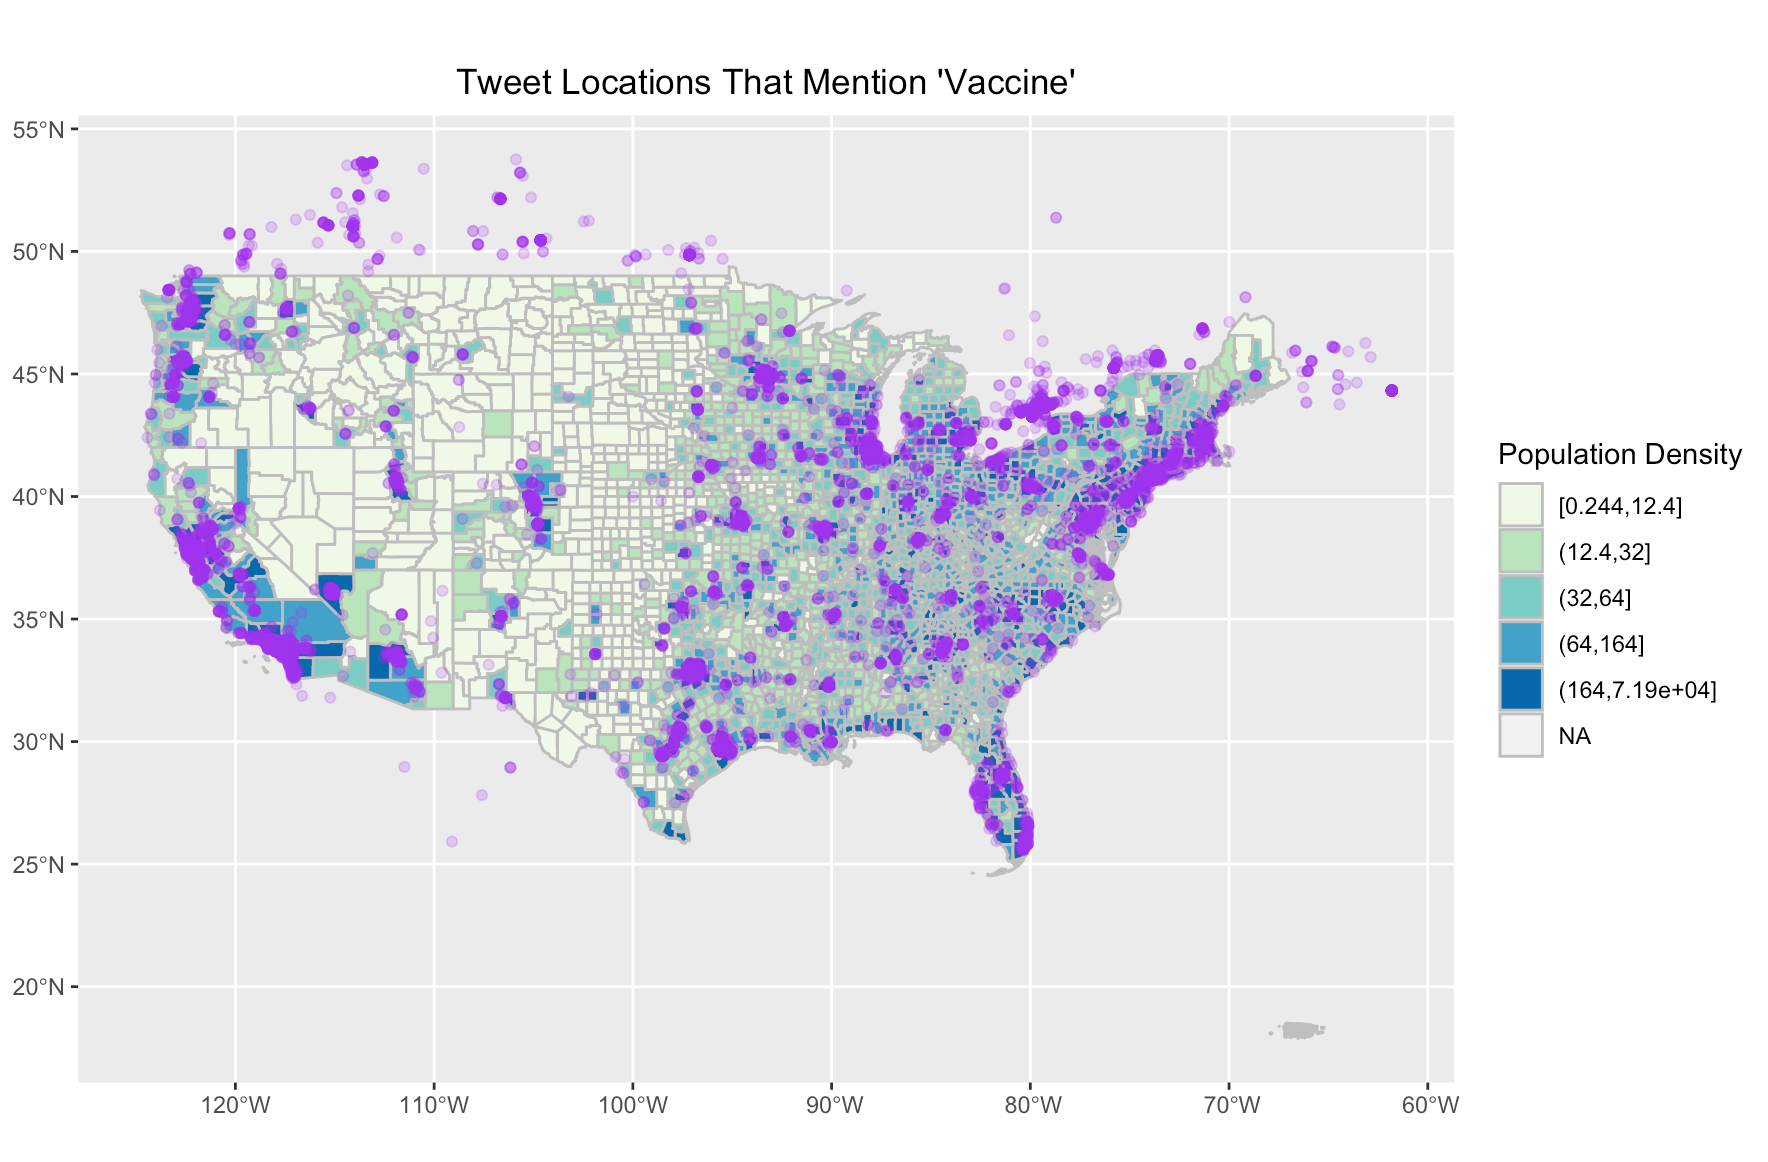 Tweet Locations That Mention 'Vaccine'
55°N
50°N
45°N
40°N
35°N
30°N
25°N
20°N
120°W
110°W
100°W
90°W
80°W
70°W
60°W
Population Density
[0.244,12.4]
(12.4,32]
(32,64]
(64,164]
(164,7.19e+04]
NA